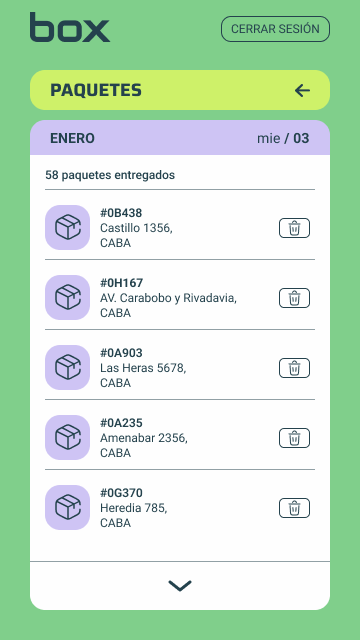 box
CERRAR SESIÓN
PAQUETES
ENERO
mie / 03
58 paquetes entregados
#0B438
Castillo 1356,
CABA
#0H167
AV. Carabobo y Rivadavia,
CABA
#0A903
Las Heras 5678,
CABA
#0A235
Amenabar 2356,
CABA
#0G370
Heredia 785,
CABA